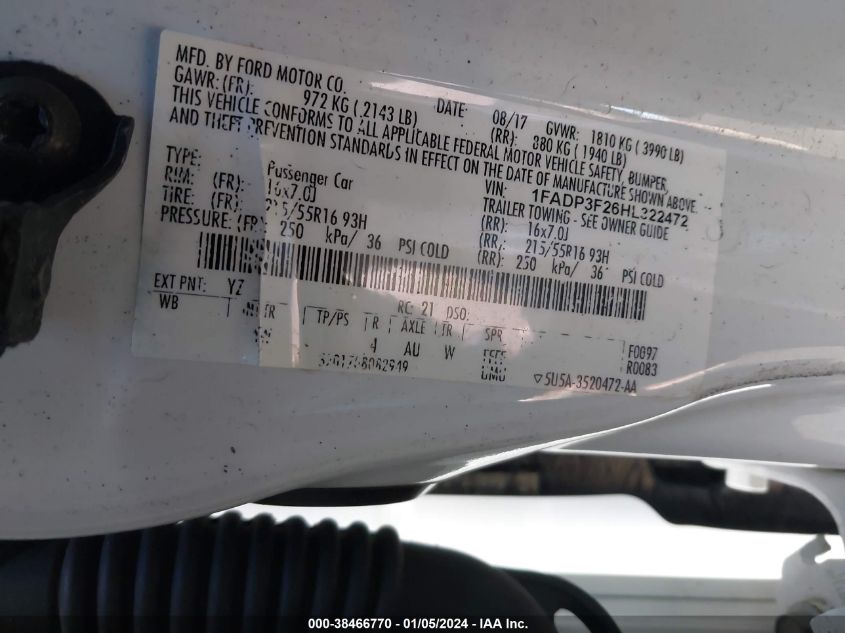 MFD. BY FORD MOTOR CO. DATE: 08/17 GVWR: 1810 KG ( 3990 LB)
GAWR:(FR): 972 KG ( 2143 LB) (RR): 880 KG ( 1940 LB)
THIS VEHICLE CONFORMS TO ALL APPLICABLE FEDERAL MOTOR VEHICLE SAFETY, BUMPER,
AND THEFT PREVENTION STANDARDS IN EFFECT ON THE DATE OF MANUFACTURE SHOWN ABOVE.
VIN: 1FADP3F26HL322472
TYPE: Passenger Car TRAILER TOWING - SEE OWNER GUIDE
RIM: (FR): 16x7.0J (RR): 16x7.0J
TIRE: (FR): 215/55R16 93H (RR): 215/55R16 93H
PRESSURE: (FR): 250 kPa/ 36 PSI COLD (RR): 250 kPa/ 36 PSI COLD
EXT PNT: YZ RC: 21 DSO:
WB INT TR TP/PS R AXLE TR SPR
4 AU W
F0097
R0083
▽5U5A-3520472-AA
000-38466770 - 01/05/2024 - IAA Inc.